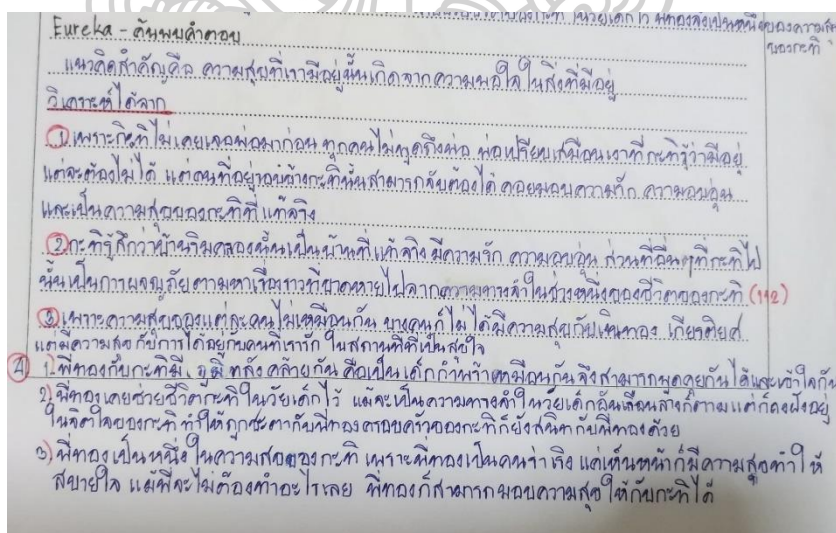 (ในวัยเด็ก) พี่ทองจึงเป็นหนึ่งของความสุข
ของกะทิ
Eureka - ค้นพบคำตอบ
แนวคิดสำคัญคือ ความสุขที่เรามีอยู่นั้นเกิดจากความพอใจในสิ่งที่มีอยู่
วิเคราะห์ได้จาก
① เพราะกะทิไม่เคยเจอพ่อมาก่อน ทุกคนไม่พูดถึงพ่อ พ่อเปรียบเสมือนเงาที่กะทิรู้ว่ามีอยู่
แต่จะต้องไม่ได้ แต่คนที่อยู่รอบข้างกะทินั้นสามารถจับต้องได้ คอยมอบความรัก ความอบอุ่น
และเป็นความสุขของกะทิที่แท้จริง
② กะทิรู้สึกว่าบ้านริมคลองนั้นเป็นบ้านที่แท้จริง มีความรัก ความอบอุ่น ส่วนที่อื่นๆที่กะทิไป
นั้นเป็นการผจญภัยตามหาเรื่องราวที่ขาดหายไปจากความทรงจำในช่วงหนึ่งของชีวิตของกะทิ (112)
③ เพราะความสุขของแต่ละคนไม่เหมือนกัน บางคนก็ไม่ได้มีความสุขกับเงินทอง เกียรติยศ
แต่มีความสุขกับการได้อยู่กับคนที่เรารัก ในสถานที่ที่เป็นสุขใจ
④ 1. พี่ทองกับกะทิมีภูมิหลังคล้ายกัน คือเป็นเด็กกำพร้าเหมือนกันจึงสามารถพูดคุยกันได้และเข้าใจกัน
2) พี่ทองเคยช่วยชีวิตกะทิในวัยเด็กไว้ แม้จะเป็นความทรงจำในวัยเด็กอันเลือนลางก็ตามแต่ก็คงฝังอยู่
ในจิตใจของกะทิ ทำให้ถูกชะตากับพี่ทองครอบครัวของกะทิก็ยังสนิทกับพี่ทองด้วย
3) พี่ทองเป็นหนึ่งในความสุขของกะทิ เพราะพี่ทองเป็นคนร่าเริง แค่เห็นหน้าก็มีความสุขทำให้
สบายใจ แม้พี่จะไม่ต้องทำอะไรเลย พี่ทองก็สามารถมอบความสุขให้กับกะทิได้